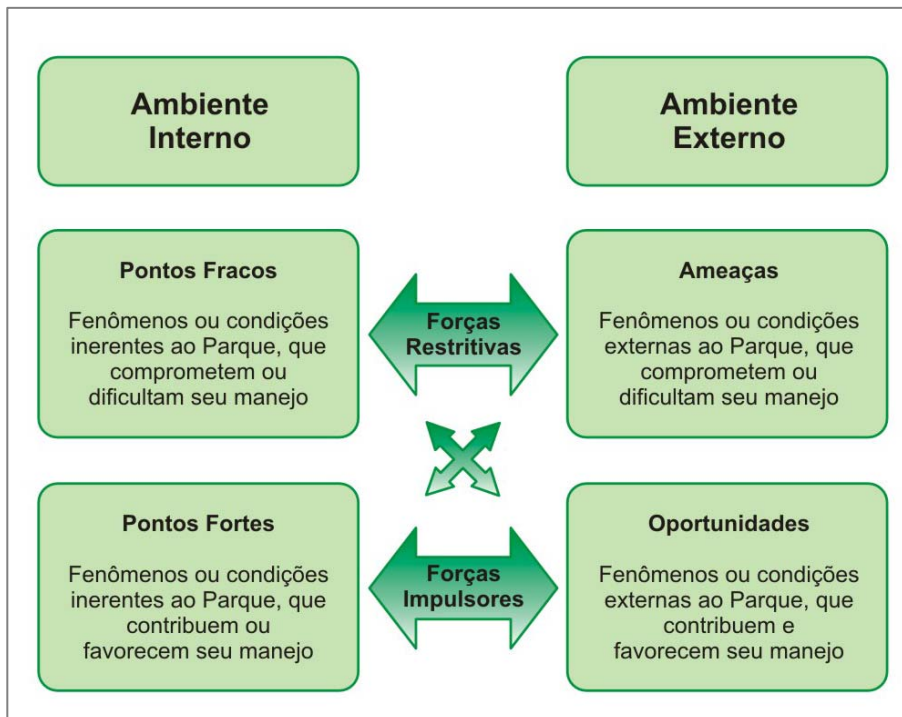 Ambiente
Interno
Ambiente
Externo
Pontos Fracos
Fenômenos ou condições
inerentes ao Parque, que
comprometem ou
dificultam seu manejo
Forças
Restritivas
Ameaças
Fenômenos ou condições
externas ao Parque, que
comprometem ou
dificultam seu manejo
Pontos Fortes
Fenômenos ou condições
inerentes ao Parque, que
contribuem ou
favorecem seu manejo
Forças
Impulsores
Oportunidades
Fenômenos ou condições
externas ao Parque, que
contribuem e
favorecem seu manejo